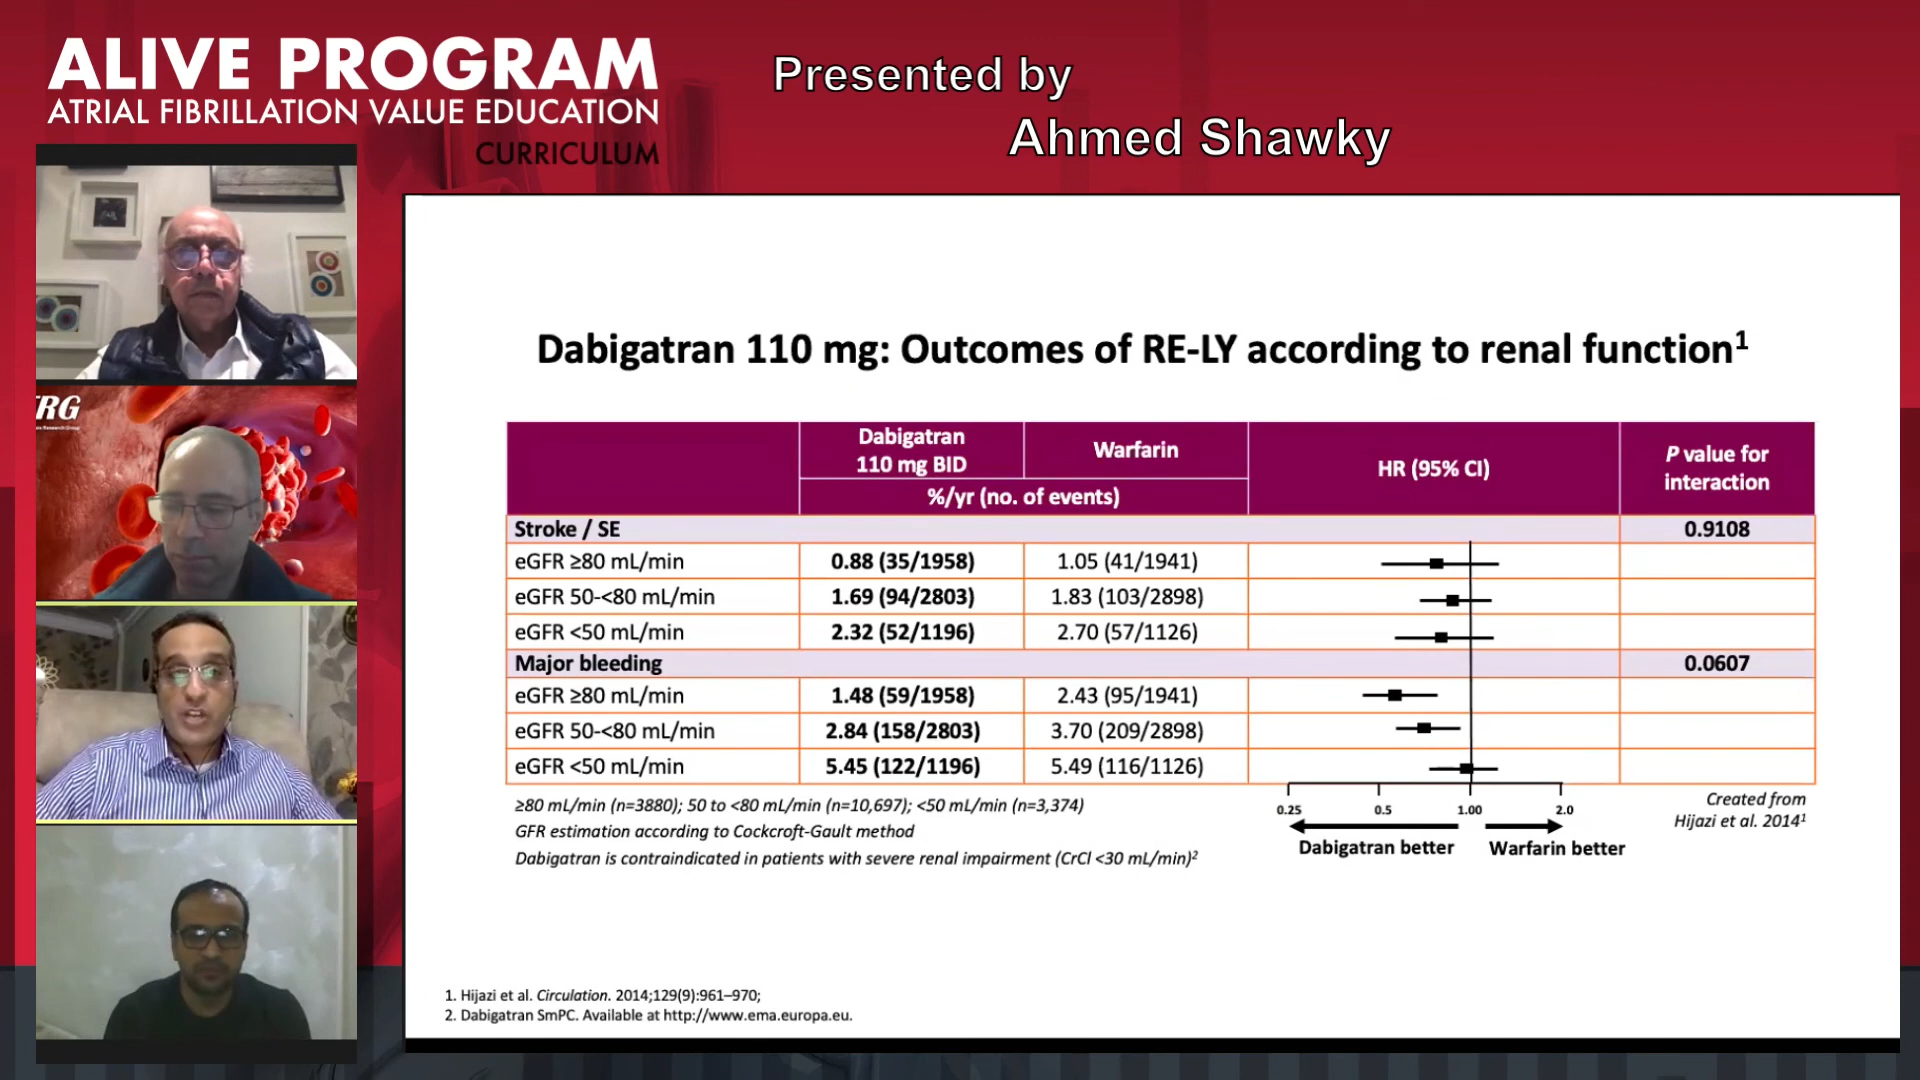 ALIVE PROGRAM
ATRIAL FIBRILLATION VALUE EDUCATION
CURRICULUM
Presented by
Ahmed Shawky
RG
Dabigatran 110 mg: Outcomes of RE-LY according to renal function¹
Dabigatran 110 mg BID Warfarin HR (95% CI) P value for interaction
%/yr (no. of events)
Stroke / SE 0.9108
eGFR ≥80 mL/min 0.88 (35/1958) 1.05 (41/1941)
eGFR 50-<80 mL/min 1.69 (94/2803) 1.83 (103/2898)
eGFR <50 mL/min 2.32 (52/1196) 2.70 (57/1126)
Major bleeding 0.0607
eGFR ≥80 mL/min 1.48 (59/1958) 2.43 (95/1941)
eGFR 50-<80 mL/min 2.84 (158/2803) 3.70 (209/2898)
eGFR <50 mL/min 5.45 (122/1196) 5.49 (116/1126)
0.25 0.5 1.00 2.0
Dabigatran better Warfarin better
≥80 mL/min (n=3880); 50 to <80 mL/min (n=10,697); <50 mL/min (n=3,374)
GFR estimation according to Cockcroft-Gault method
Dabigatran is contraindicated in patients with severe renal impairment (CrCl <30 mL/min)²
Created from
Hijazi et al. 2014¹
1. Hijazi et al. Circulation. 2014;129(9):961–970;
2. Dabigatran SmPC. Available at http://www.ema.europa.eu.